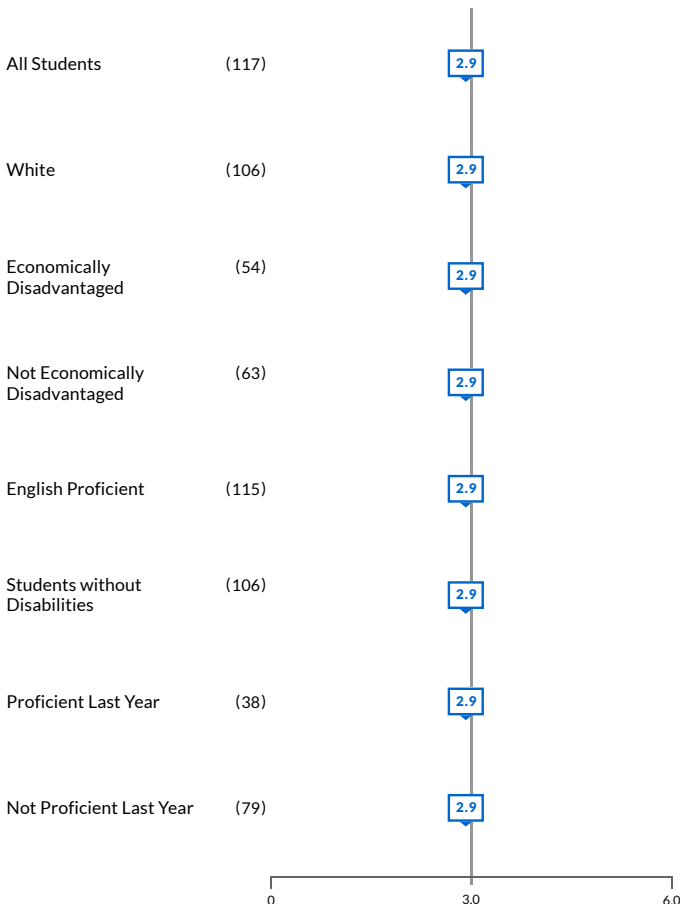 All Students (117) 2.9
White (106) 2.9
Economically (54)
Disadvantaged 2.9
Not Economically (63)
Disadvantaged 2.9
English Proficient (115) 2.9
Students without (106)
Disabilities 2.9
Proficient Last Year (38) 2.9
Not Proficient Last Year (79) 2.9
0 3.0 6.0